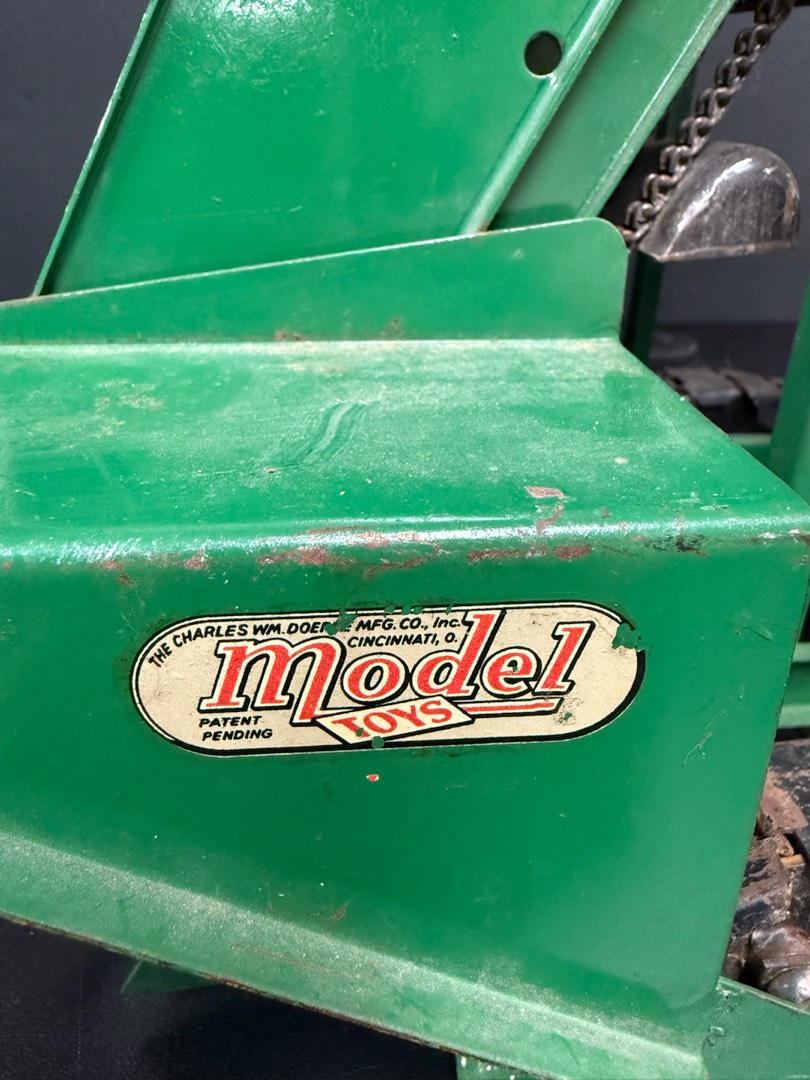 THE CHARLES WM. MFG. CO., Inc.
CINCINNATI, O.
Model
TOYS
PATENT
PENDING